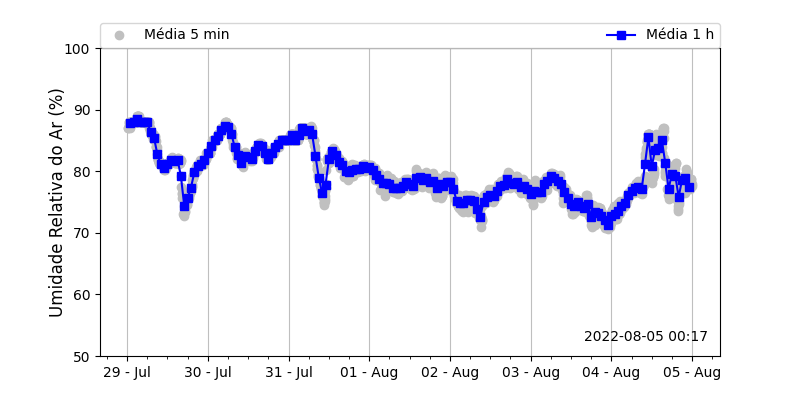 Média 5 min
Média 1 h
Umidade Relativa do Ar (%)
100
90
80
70
60
50
2022-08-05 00:17
29 - Jul
30 - Jul
31 - Jul
01 - Aug
02 - Aug
03 - Aug
04 - Aug
05 - Aug